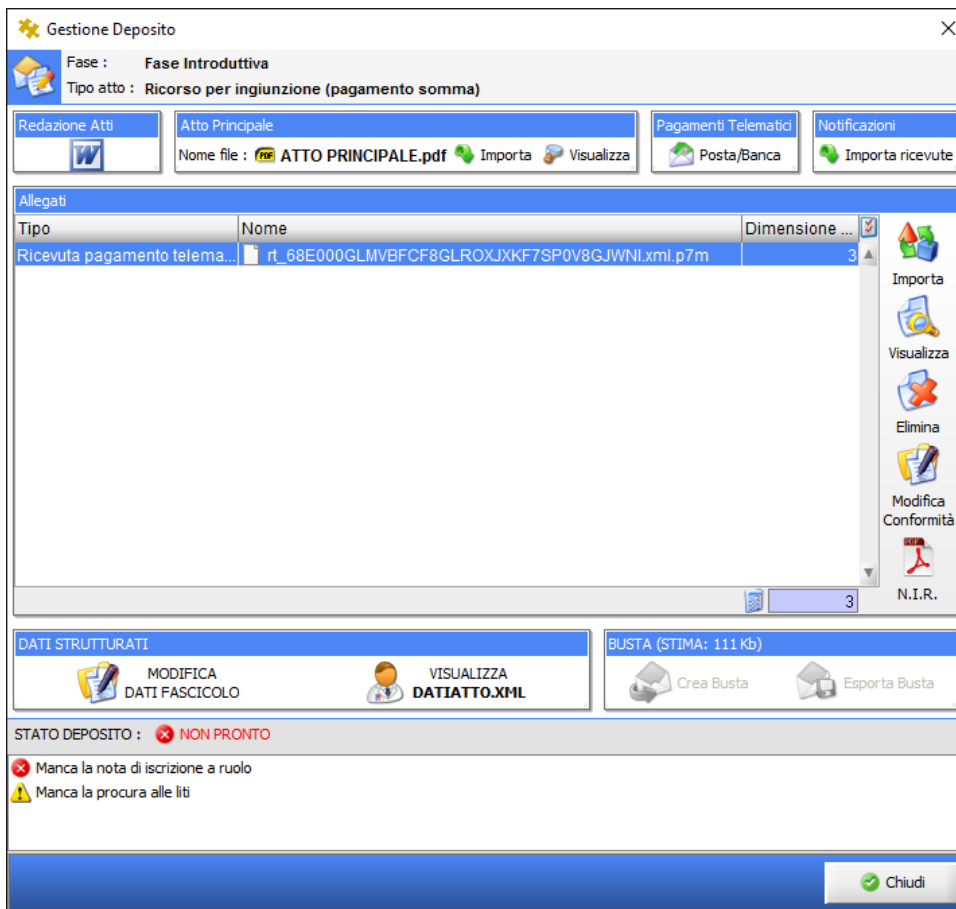 Gestione Deposito
Fase : Fase Introduttiva
Tipo atto : Ricorso per ingiunzione (pagamento somma)
Redazione Atti
Atto Principale
Pagamenti Telematici
Notificazioni
W
Nome file : PDF ATTO PRINCIPALE.pdf Importa Visualizza
Posta/Banca
Importa ricevute
Allegati
Tipo Nome Dimensione ...
Ricevuta pagamento telema... rt_68E000GLMVBFCF8GLROXJXKF7SP0V8GJWNI.xml.p7m 3
Importa
Visualizza
Elimina
Modifica
Conformità
PDF
N.I.R.
3
DATI STRUTTURATI
BUSTA (STIMA: 111 Kb)
MODIFICA
DATI FASCICOLO
VISUALIZZA
DATIATTO.XML
Crea Busta
Esporta Busta
STATO DEPOSITO : NON PRONTO
Manca la nota di iscrizione a ruolo
Manca la procura alle liti
Chiudi